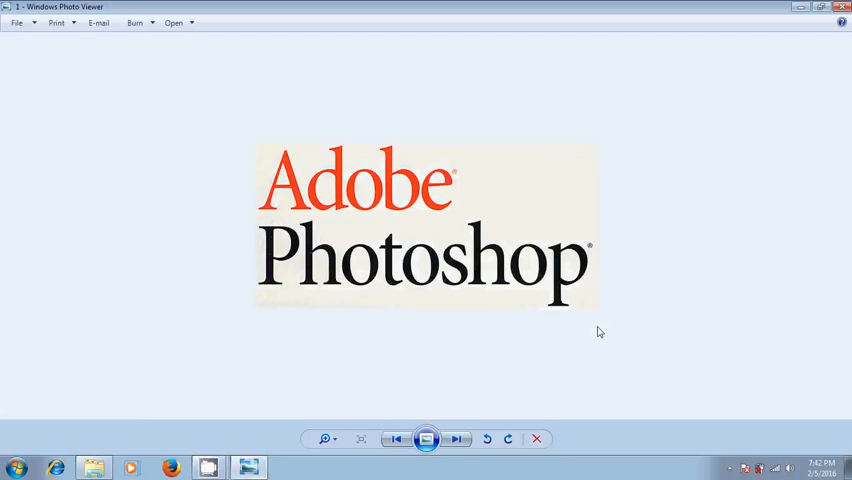 1 - Windows Photo Viewer
File Print E-mail Burn Open
Adobe®
Photoshop®
7:42 PM
2/5/2016